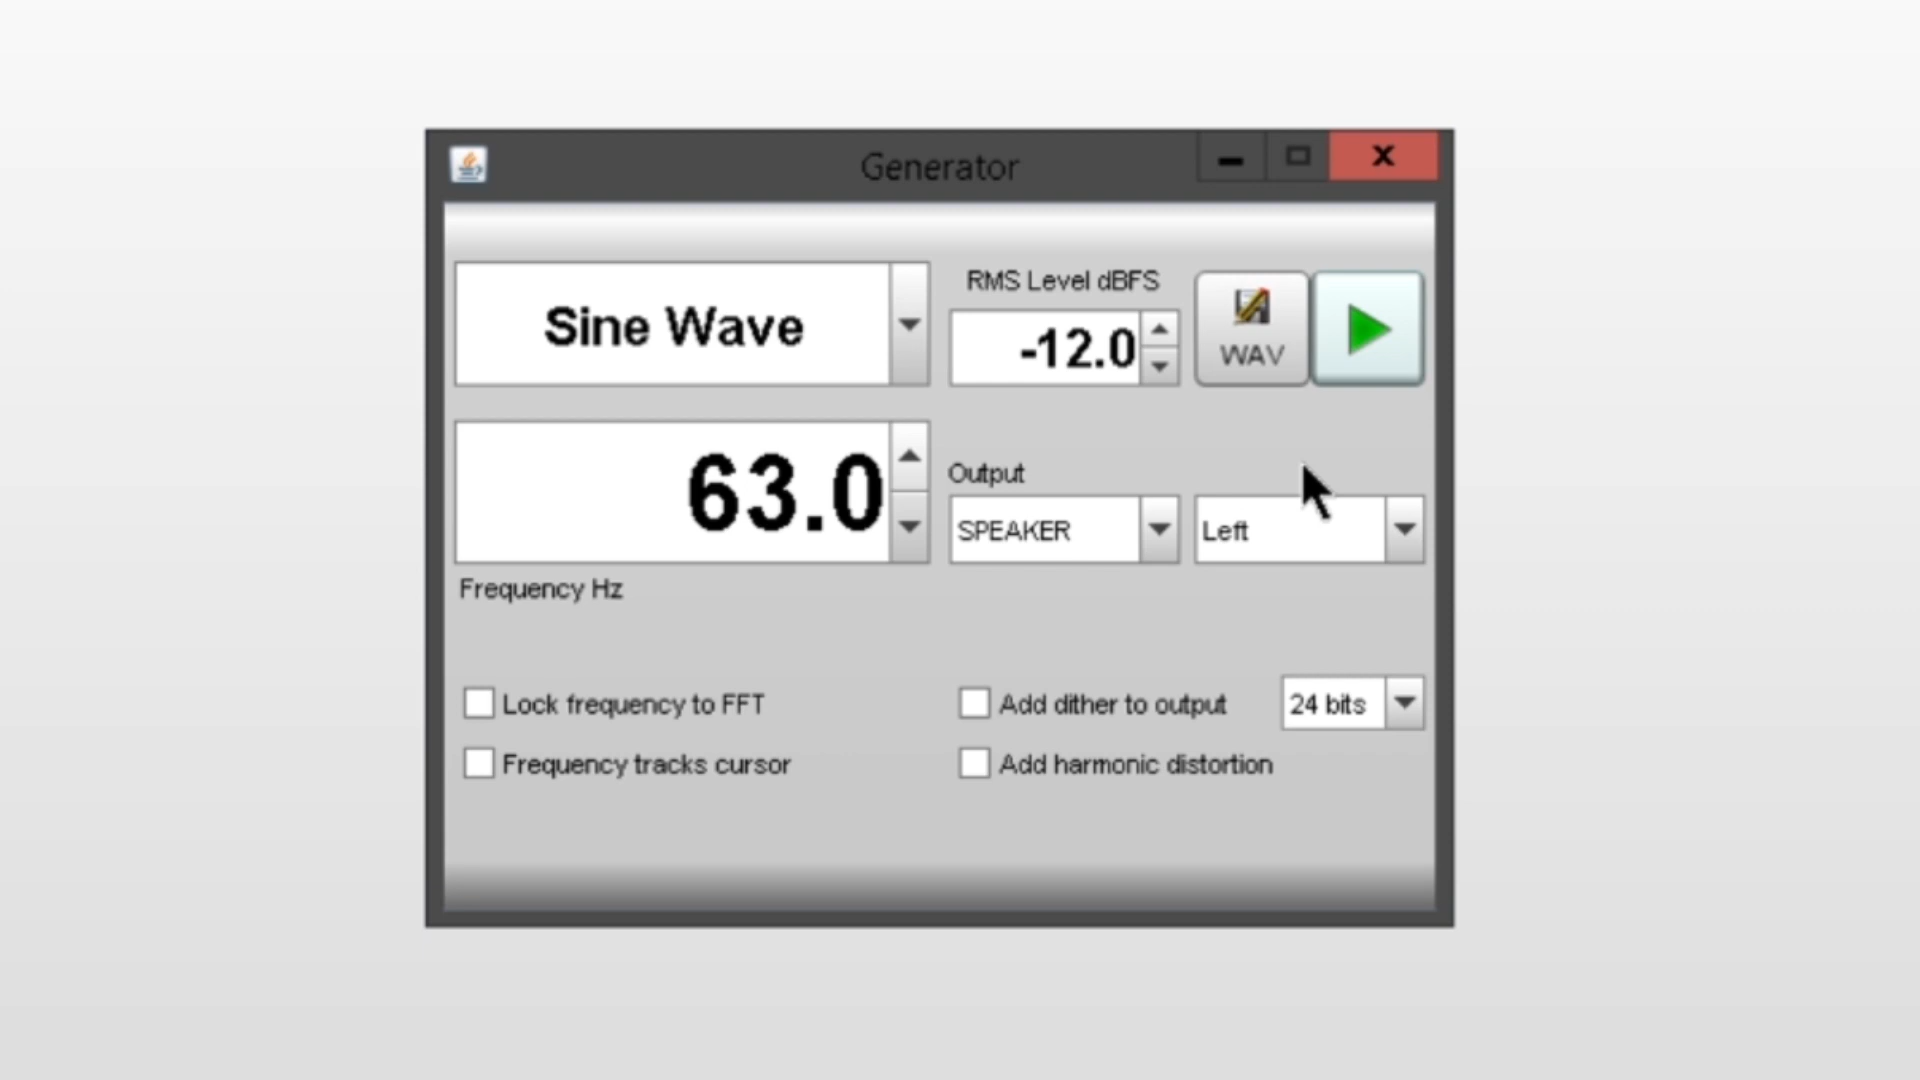 Generator
X
Sine Wave
RMS Level dBFS
-12.0
WAV
63.0
Frequency Hz
Output
SPEAKER
Left
Lock frequency to FFT
Add dither to output
24 bits
Frequency tracks cursor
Add harmonic distortion